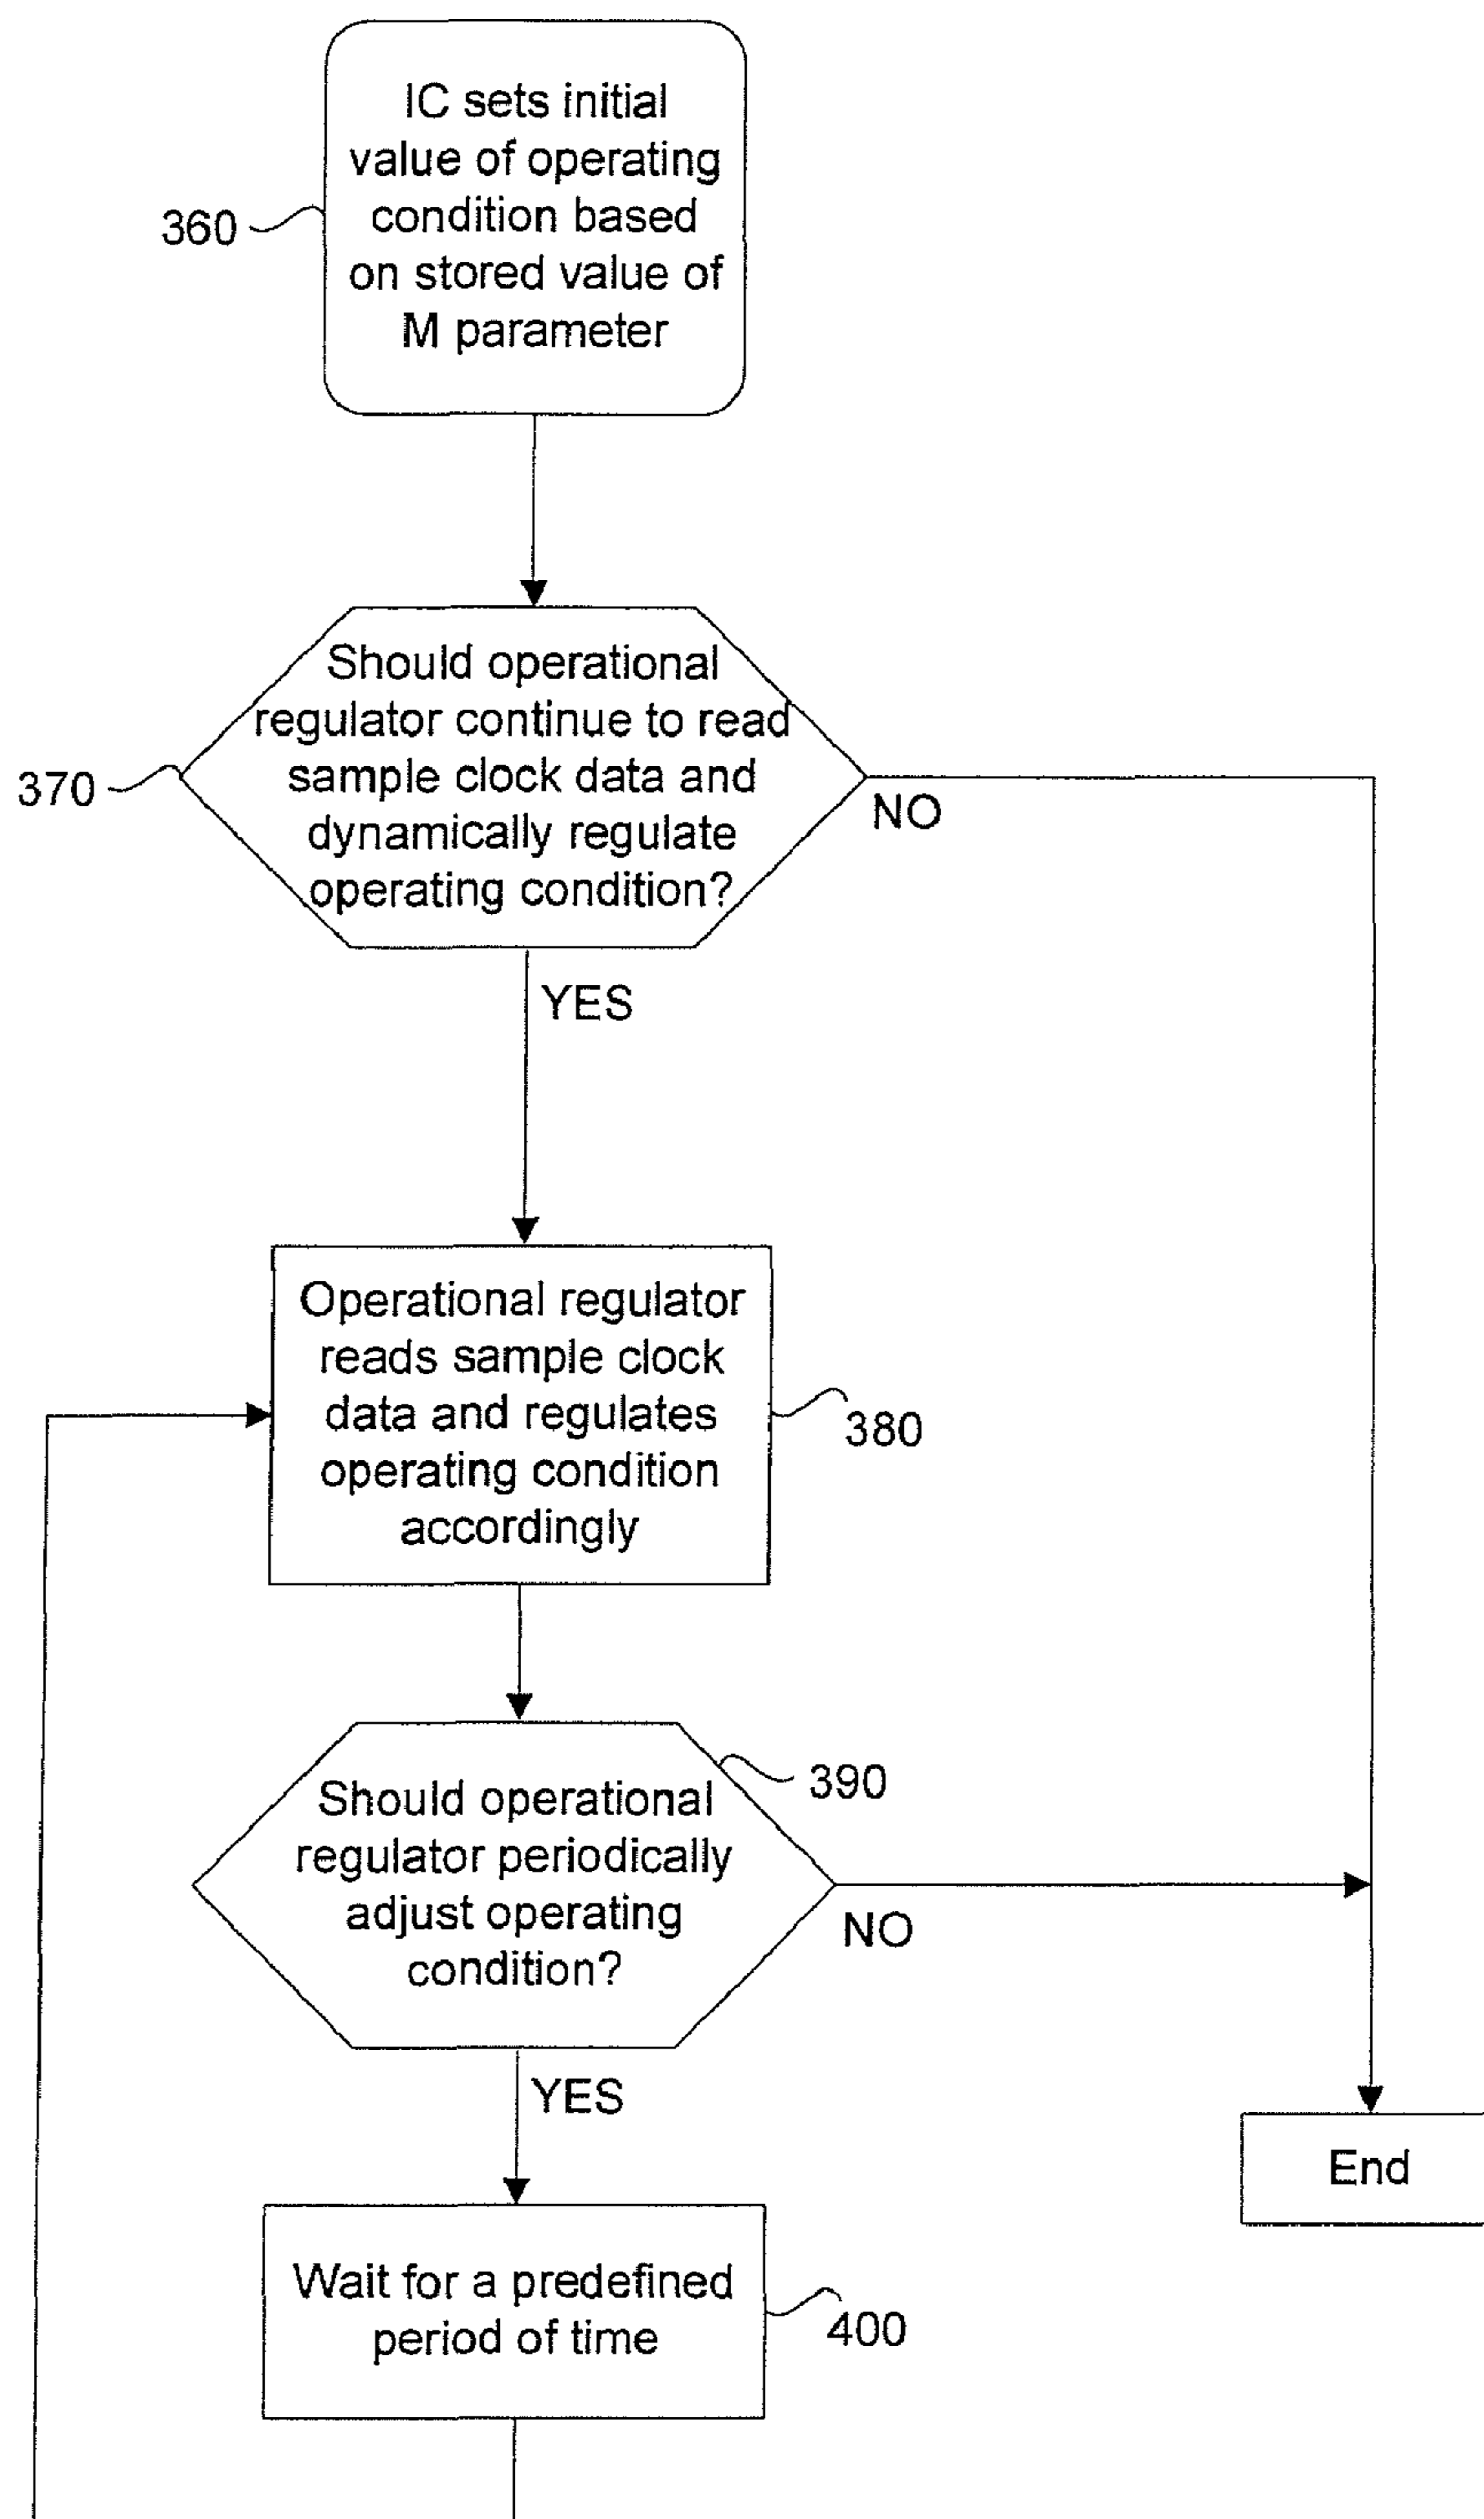 IC sets initial
value of operating
condition based
on stored value of
M parameter
360
Should operational
regulator continue to read
sample clock data and
dynamically regulate
operating condition?
370
NO
YES
Operational regulator
reads sample clock
data and regulates
operating condition
accordingly
380
Should operational
regulator periodically
adjust operating
condition?
390
NO
YES
End
Wait for a predefined
period of time
400